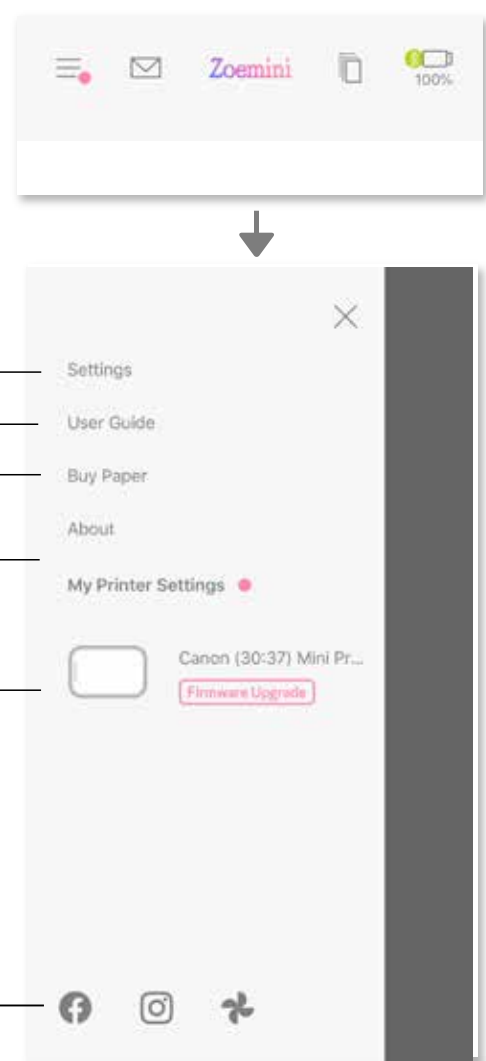 Zoemini
100%
Settings
User Guide
Buy Paper
About
My Printer Settings
Canon (30:37) Mini Pr...
Firmware Upgrade